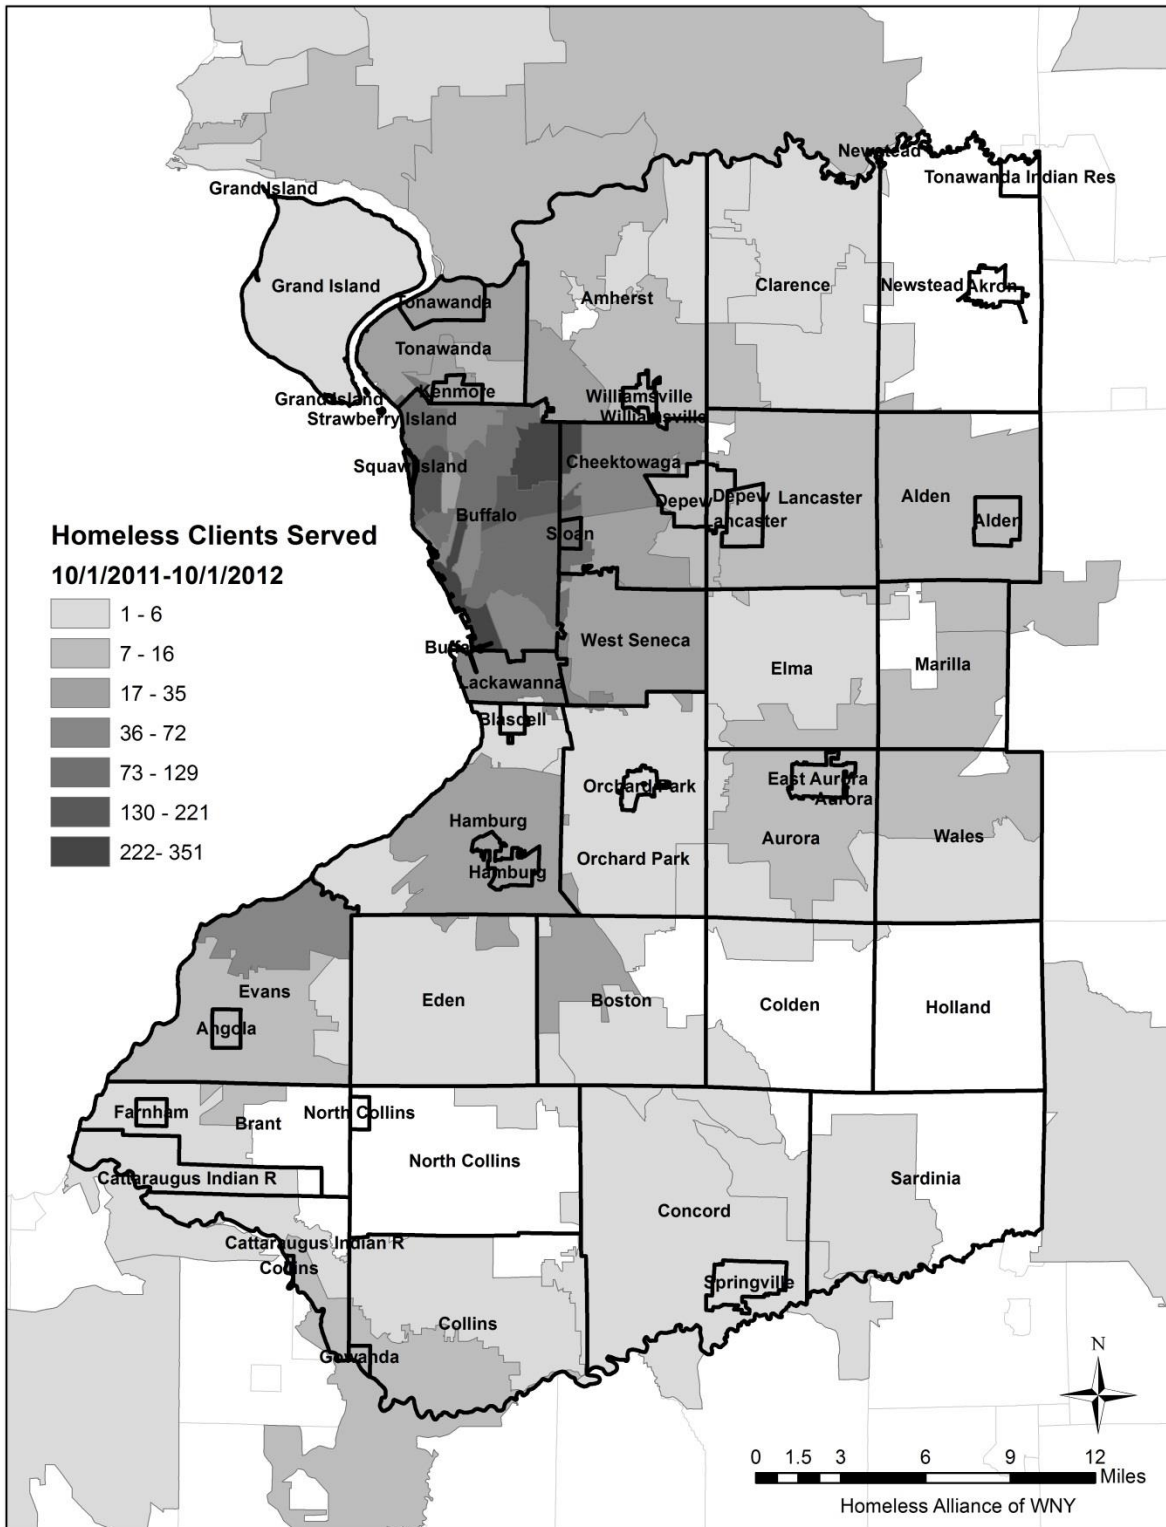 Newstead
Tonawanda Indian Res
Grand Island
Grand Island
Clarence
Newstead
Akron
Amherst
Tonawanda
Tonawanda
Kenmore
Grand Island
Strawberry Island
Williamsville
Williamsville
Squaw Island
Cheektowaga
Depew
Depew
Lancaster
Lancaster
Alden
Alden
Buffalo
Sloan
Homeless Clients Served
10/1/2011-10/1/2012
1 - 6
7 - 16
17 - 35
36 - 72
73 - 129
130 - 221
222- 351
West Seneca
Elma
Marilla
Buffalo
Lackawanna
Blasdell
Orchard Park
East Aurora
Aurora
Hamburg
Aurora
Wales
Hamburg
Orchard Park
Evans
Eden
Boston
Colden
Holland
Angola
Farnham
Brant
North Collins
North Collins
Cattaraugus Indian R
Sardinia
Concord
Cattaraugus Indian R
Collins
Springville
Collins
Gowanda
N
0 1.5 3 6 9 12
Miles
Homeless Alliance of WNY